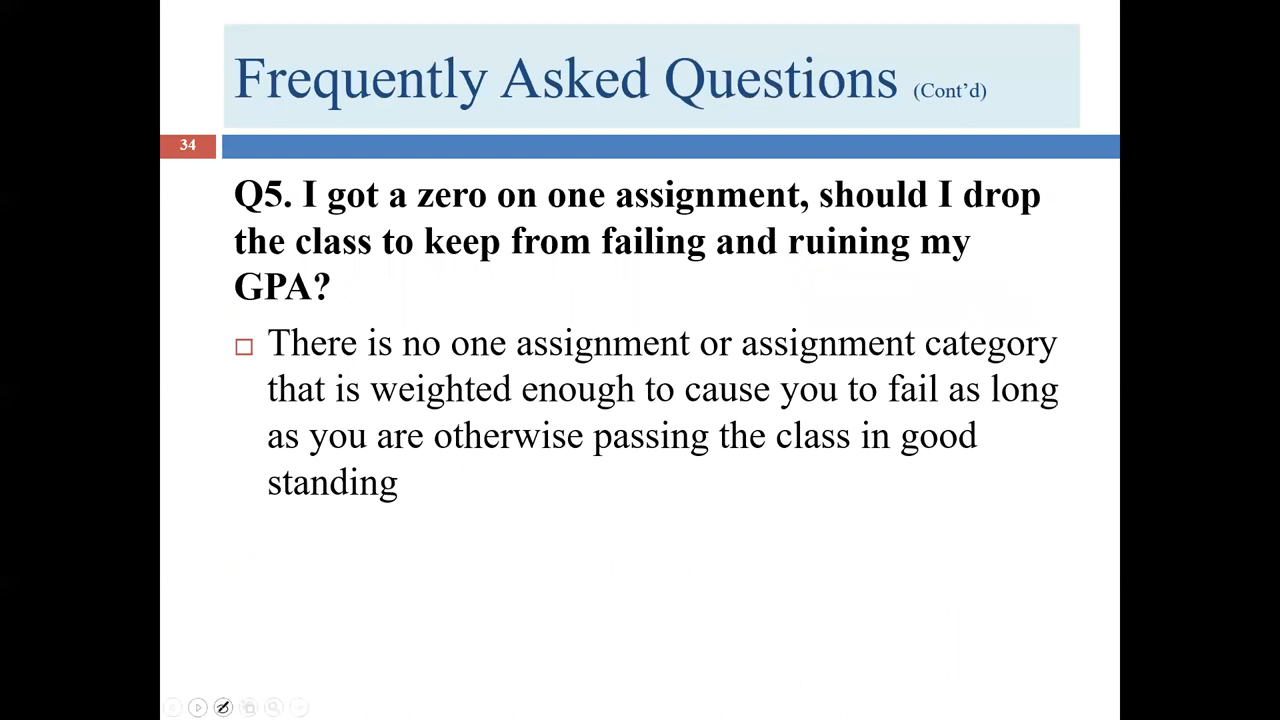 Frequently Asked Questions (Cont’d)
34
Q5. I got a zero on one assignment, should I drop
the class to keep from failing and ruining my
GPA?
There is no one assignment or assignment category
that is weighted enough to cause you to fail as long
as you are otherwise passing the class in good
standing